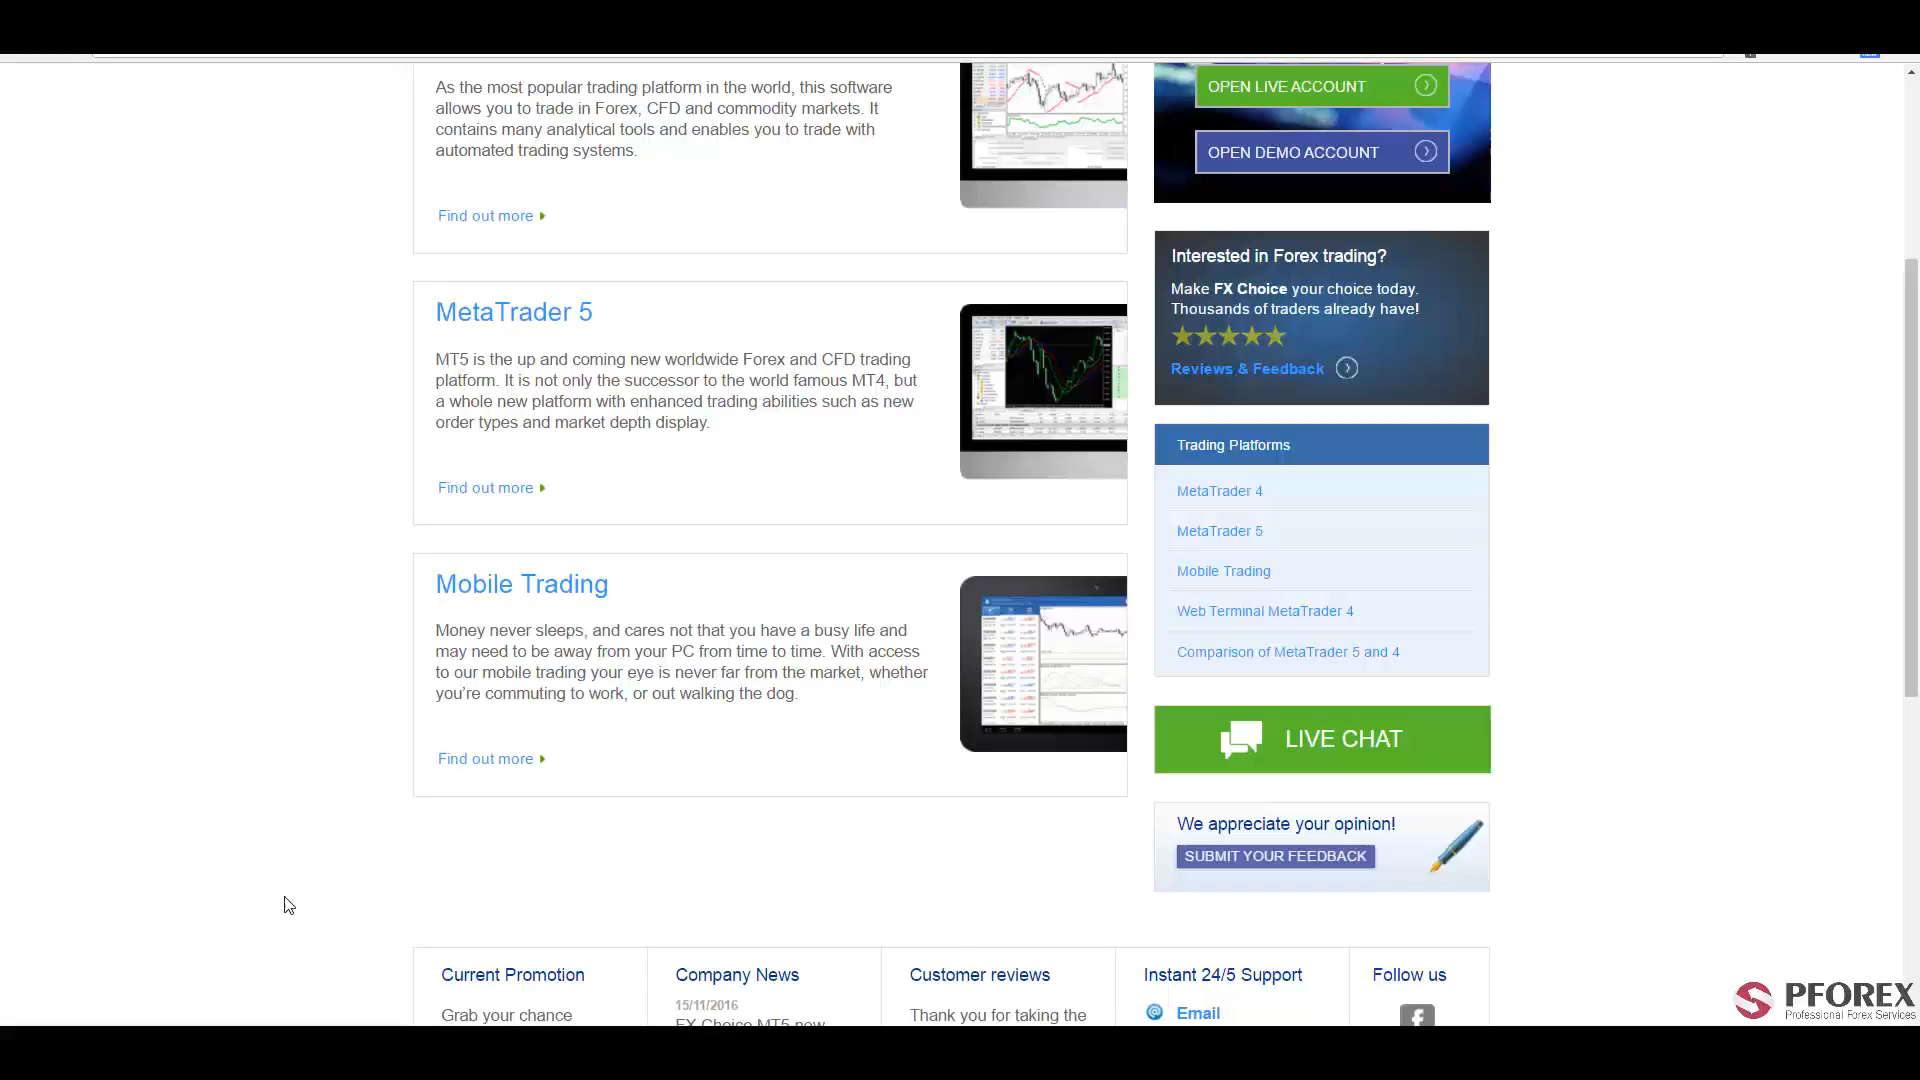 As the most popular trading platform in the world, this software
allows you to trade in Forex, CFD and commodity markets. It
contains many analytical tools and enables you to trade with
automated trading systems.
Find out more
MetaTrader 5
MT5 is the up and coming new worldwide Forex and CFD trading
platform. It is not only the successor to the world famous MT4, but
a whole new platform with enhanced trading abilities such as new
order types and market depth display.
Find out more
Mobile Trading
Money never sleeps, and cares not that you have a busy life and
may need to be away from your PC from time to time. With access
to our mobile trading your eye is never far from the market, whether
you're commuting to work, or out walking the dog.
Find out more
OPEN LIVE ACCOUNT
OPEN DEMO ACCOUNT
Interested in Forex trading?
Make FX Choice your choice today.
Thousands of traders already have!
Reviews & Feedback
Trading Platforms
MetaTrader 4
MetaTrader 5
Mobile Trading
Web Terminal MetaTrader 4
Comparison of MetaTrader 5 and 4
LIVE CHAT
We appreciate your opinion!
SUBMIT YOUR FEEDBACK
Current Promotion
Grab your chance
Company News
15/11/2016
FX Choice MT5 new
Customer reviews
Thank you for taking the
Instant 24/5 Support
Email
Follow us
PFOREX
Professional Forex Services